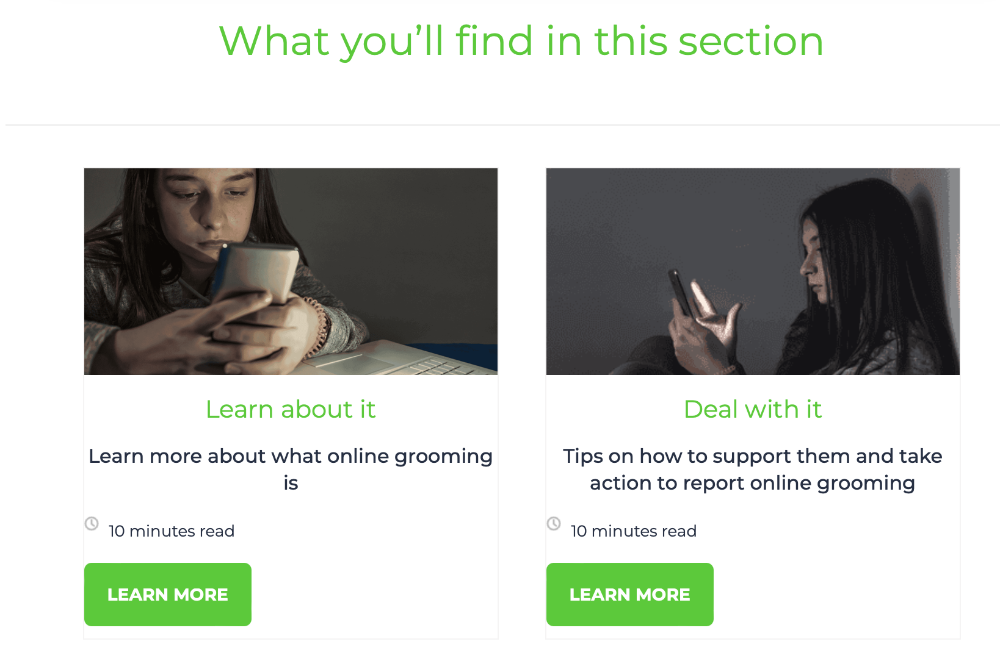 What you’ll find in this section
Learn about it
Learn more about what online grooming
is
10 minutes read
LEARN MORE
Deal with it
Tips on how to support them and take
action to report online grooming
10 minutes read
LEARN MORE